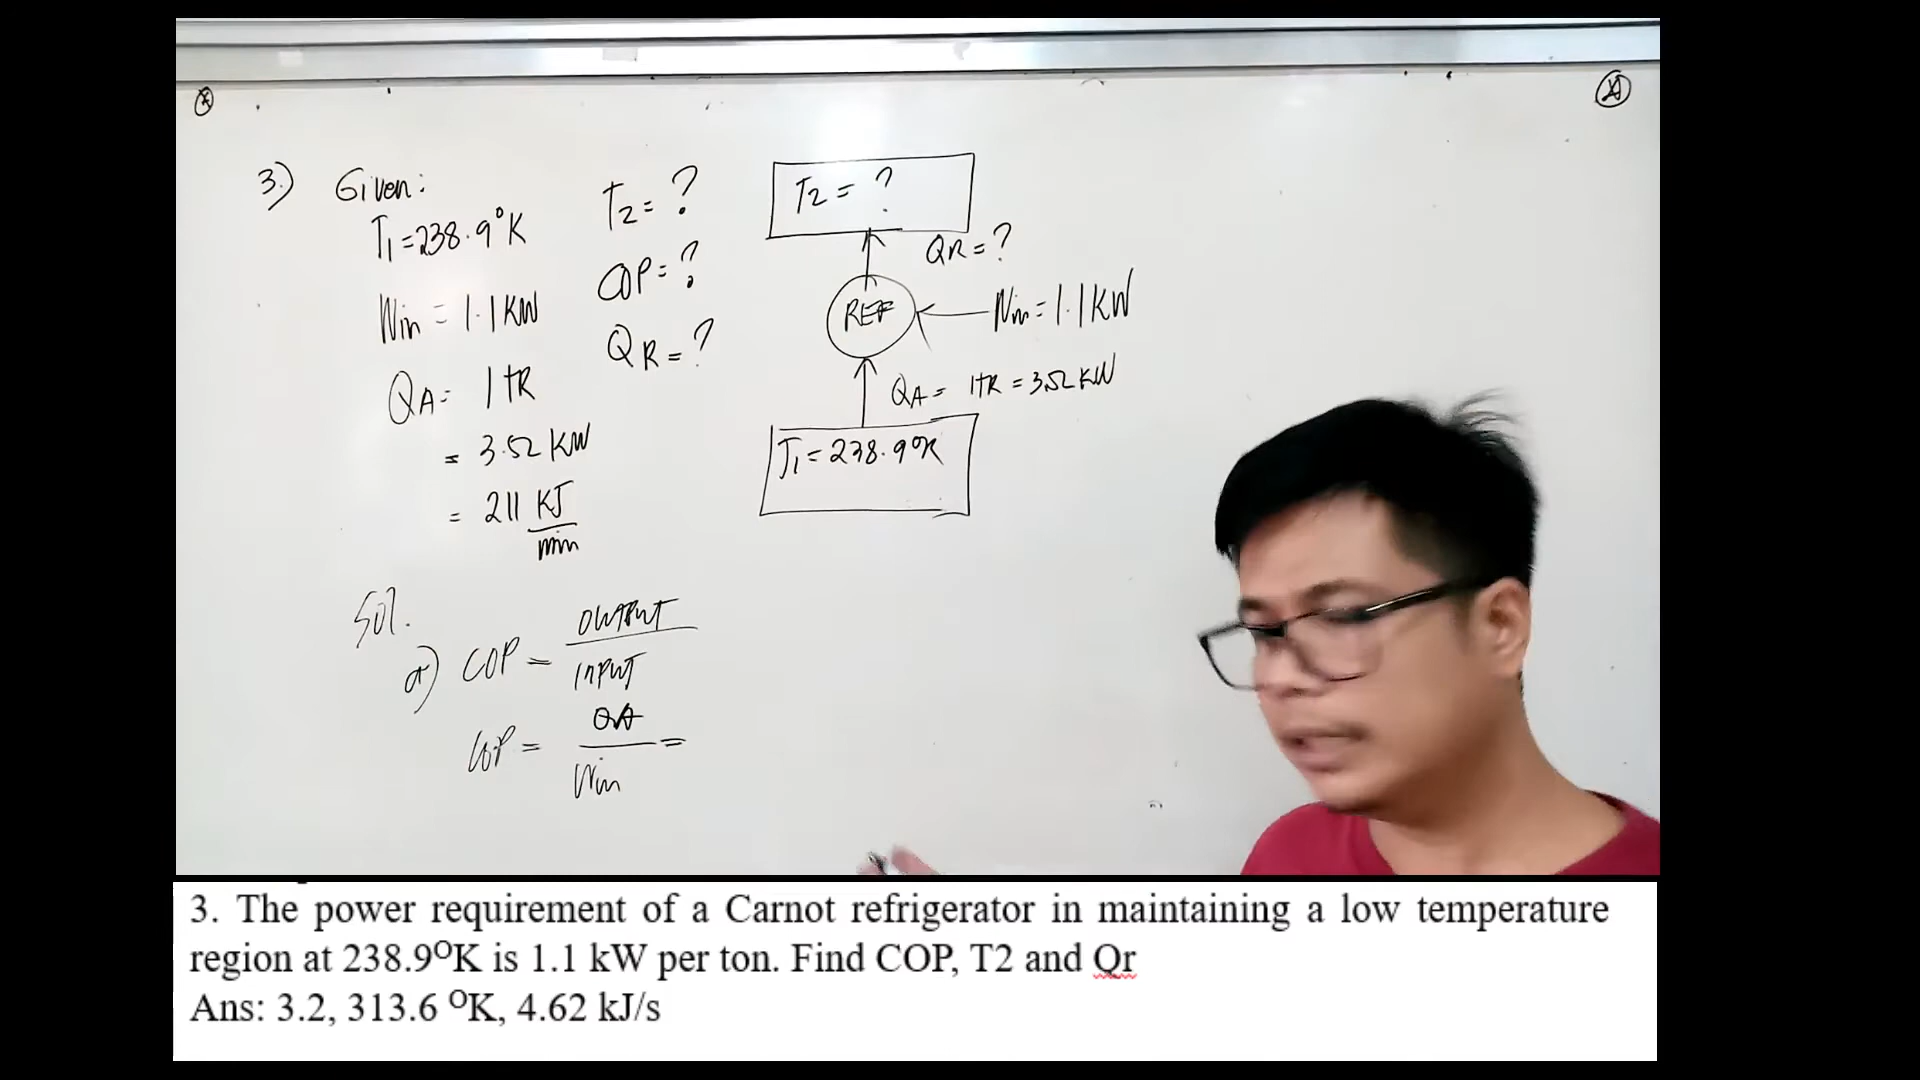 3.) Given:
T1 = 238.9°K
Win = 1.1 KW
QA = 1 TR
= 3.52 KW
= 211 KJ/min
T2 = ?
COP = ?
QR = ?
T2 = ?
QR = ?
REF
Win = 1.1 KW
QA = 1TR = 3.52 KW
T1 = 238.9°K
Sol.
a) COP = OUTPUT/INPUT
COP = QA/Win =
3. The power requirement of a Carnot refrigerator in maintaining a low temperature
region at 238.9°K is 1.1 kW per ton. Find COP, T2 and Qr
Ans: 3.2, 313.6 °K, 4.62 kJ/s